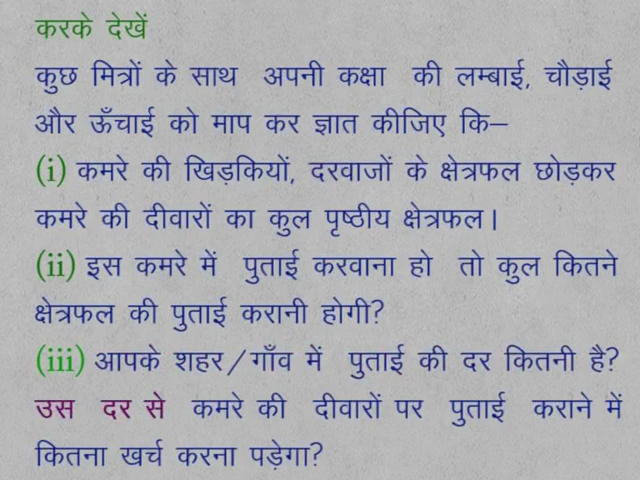 करके देखें
कुछ मित्रों के साथ अपनी कक्षा की लम्बाई, चौड़ाई
और ऊँचाई को माप कर ज्ञात कीजिए कि–
(i) कमरे की खिड़कियों, दरवाजों के क्षेत्रफल छोड़कर
कमरे की दीवारों का कुल पृष्ठीय क्षेत्रफल।
(ii) इस कमरे में पुताई करवाना हो तो कुल कितने
क्षेत्रफल की पुताई करानी होगी?
(iii) आपके शहर/गाँव में पुताई की दर कितनी है?
उस दर से कमरे की दीवारों पर पुताई कराने में
कितना खर्च करना पड़ेगा?